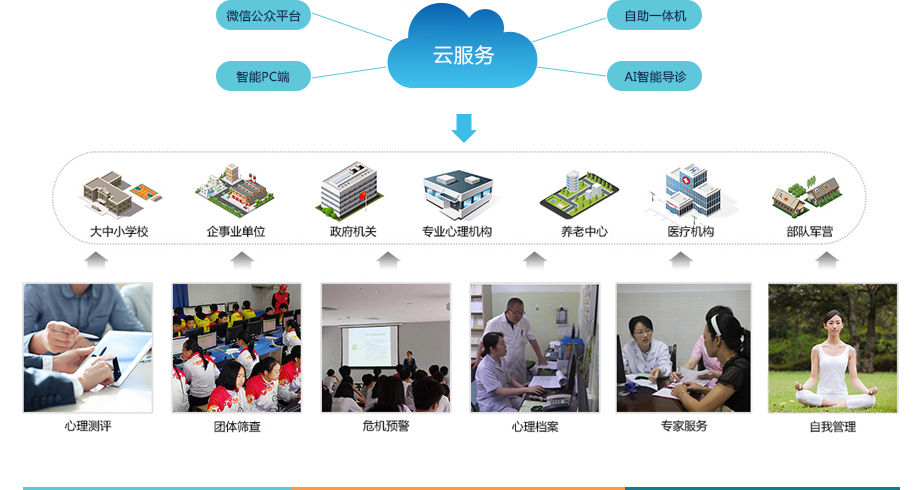 微信公众平台
自助一体机
云服务
智能PC端
AI智能导诊
大中小学校
企事业单位
政府机关
专业心理机构
养老中心
医疗机构
部队军营
心理测评
团体筛查
危机预警
心理档案
专家服务
自我管理